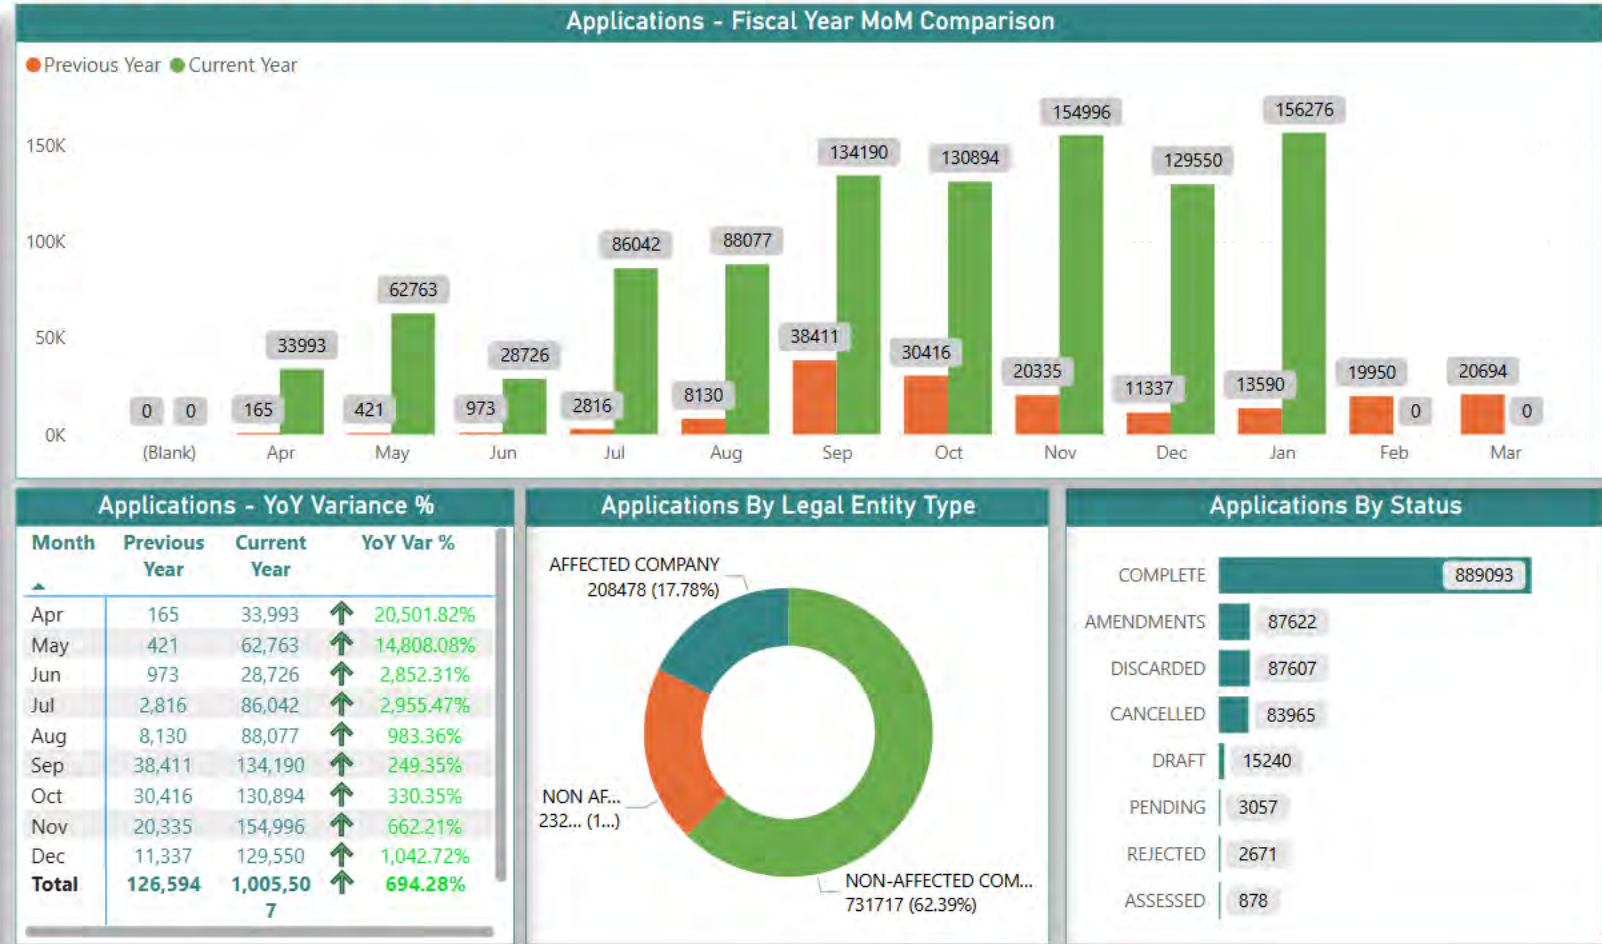 Applications - Fiscal Year MoM Comparison
Previous Year Current Year
150K
100K
50K
0K
0 0 165 33993 421 62763 973 28726 2816 86042 8130 88077 38411 134190 30416 130894 20335 154996 11337 129550 13590 156276 19950 0 20694 0
(Blank) Apr May Jun Jul Aug Sep Oct Nov Dec Jan Feb Mar
Applications - YoY Variance %
Month Previous Year Current Year YoY Var %
Apr 165 33,993 20,501.82%
May 421 62,763 14,808.08%
Jun 973 28,726 2,852.31%
Jul 2,816 86,042 2,955.47%
Aug 8,130 88,077 983.36%
Sep 38,411 134,190 249.35%
Oct 30,416 130,894 330.35%
Nov 20,335 154,996 662.21%
Dec 11,337 129,550 1,042.72%
Total 126,594 1,005,50 694.28%
7
Applications By Legal Entity Type
AFFECTED COMPANY
208478 (17.78%)
NON AF...
232... (1...)
NON-AFFECTED COM...
731717 (62.39%)
Applications By Status
COMPLETE 889093
AMENDMENTS 87622
DISCARDED 87607
CANCELLED 83965
DRAFT 15240
PENDING 3057
REJECTED 2671
ASSESSED 878